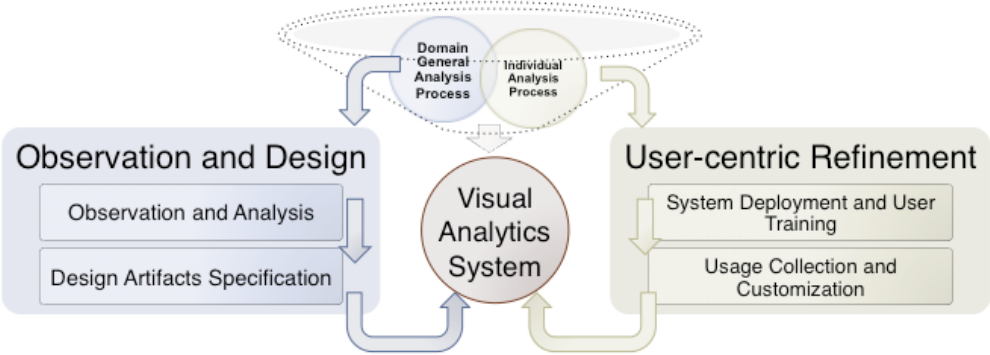 Domain
General
Analysis
Process
Individual
Analysis
Process
Observation and Design
Observation and Analysis
Design Artifacts Specification
Visual
Analytics
System
User-centric Refinement
System Deployment and User
Training
Usage Collection and
Customization